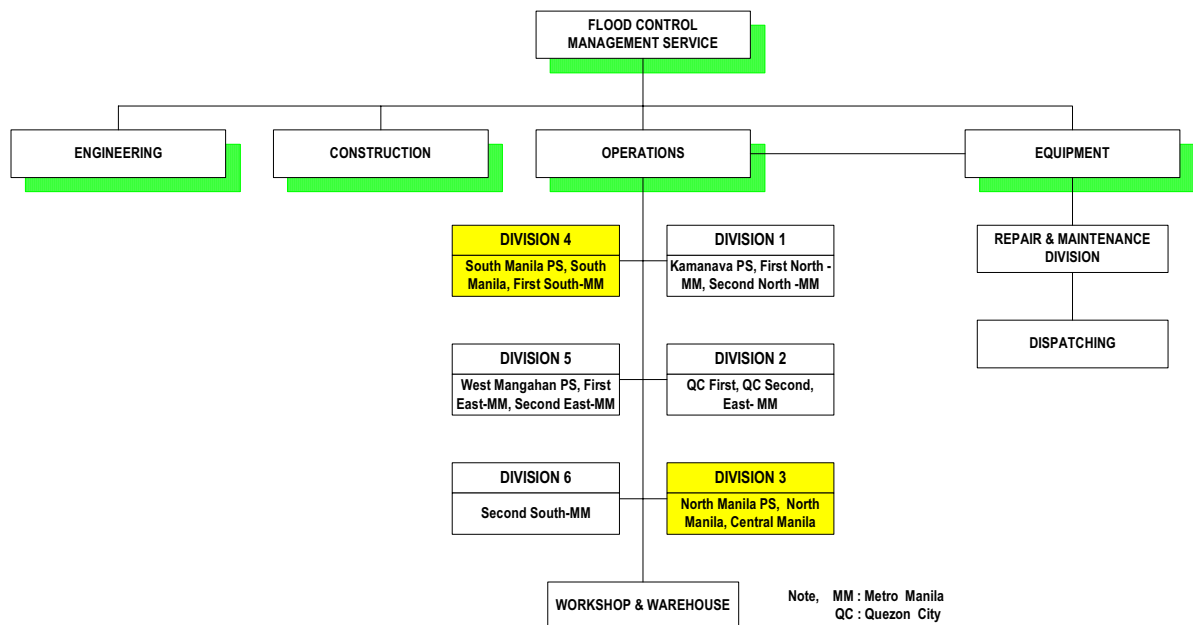 FLOOD CONTROL
MANAGEMENT SERVICE
ENGINEERING
CONSTRUCTION
OPERATIONS
EQUIPMENT
DIVISION 4
South Manila PS, South
Manila, First South-MM
DIVISION 1
Kamanava PS, First North -
MM, Second North -MM
REPAIR & MAINTENANCE
DIVISION
DISPATCHING
DIVISION 5
West Mangahan PS, First
East-MM, Second East-MM
DIVISION 2
QC First, QC Second,
East- MM
DIVISION 6
Second South-MM
DIVISION 3
North Manila PS, North
Manila, Central Manila
WORKSHOP & WAREHOUSE
Note, MM : Metro Manila
QC : Quezon City